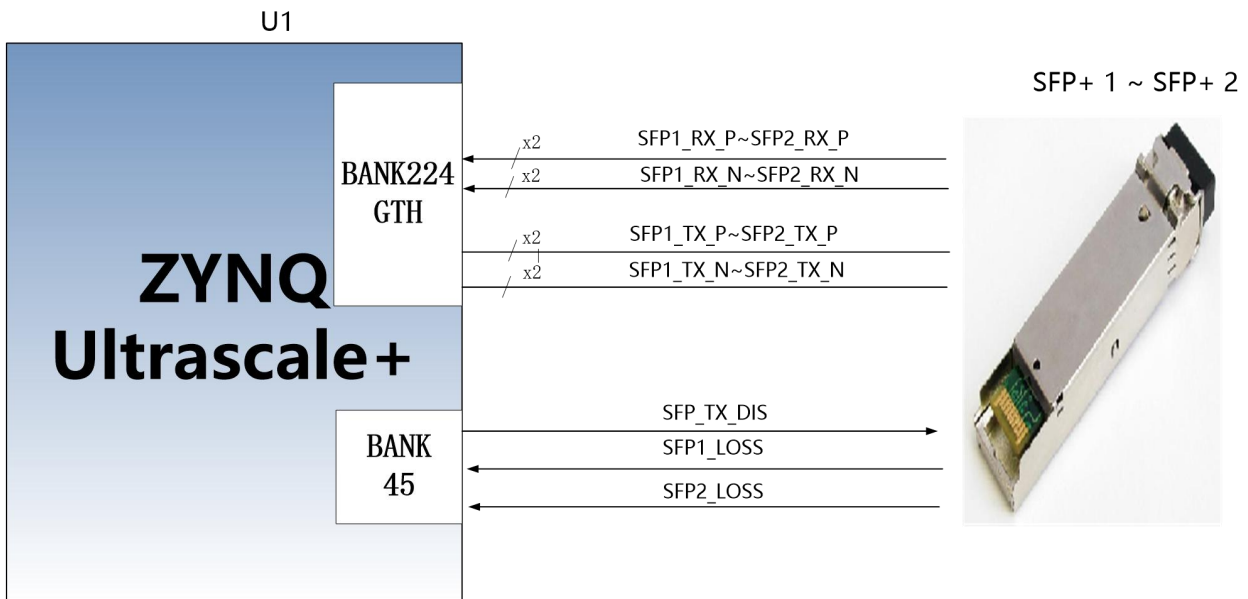 U1
SFP+ 1 ~ SFP+ 2
x2
SFP1_RX_P~SFP2_RX_P
x2
SFP1_RX_N~SFP2_RX_N
BANK224
GTH
x2
SFP1_TX_P~SFP2_TX_P
x2
SFP1_TX_N~SFP2_TX_N
ZYNQ
Ultrascale+
SFP_TX_DIS
SFP1_LOSS
SFP2_LOSS
BANK
45